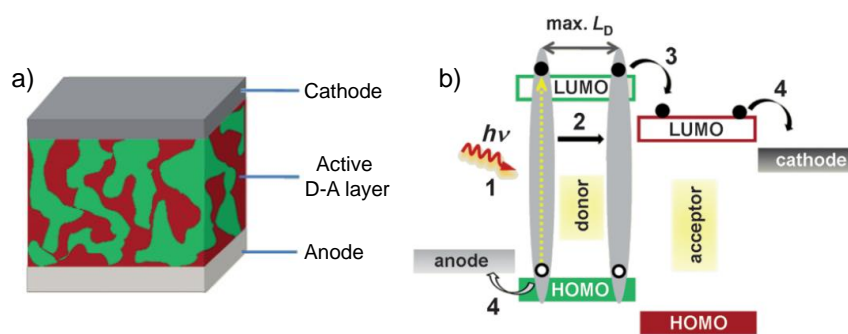 a)
Cathode
Active
D-A layer
Anode
b)
max. L_D
3
4
LUMO
LUMO
hν
2
cathode
1
donor
acceptor
anode
4
HOMO
HOMO